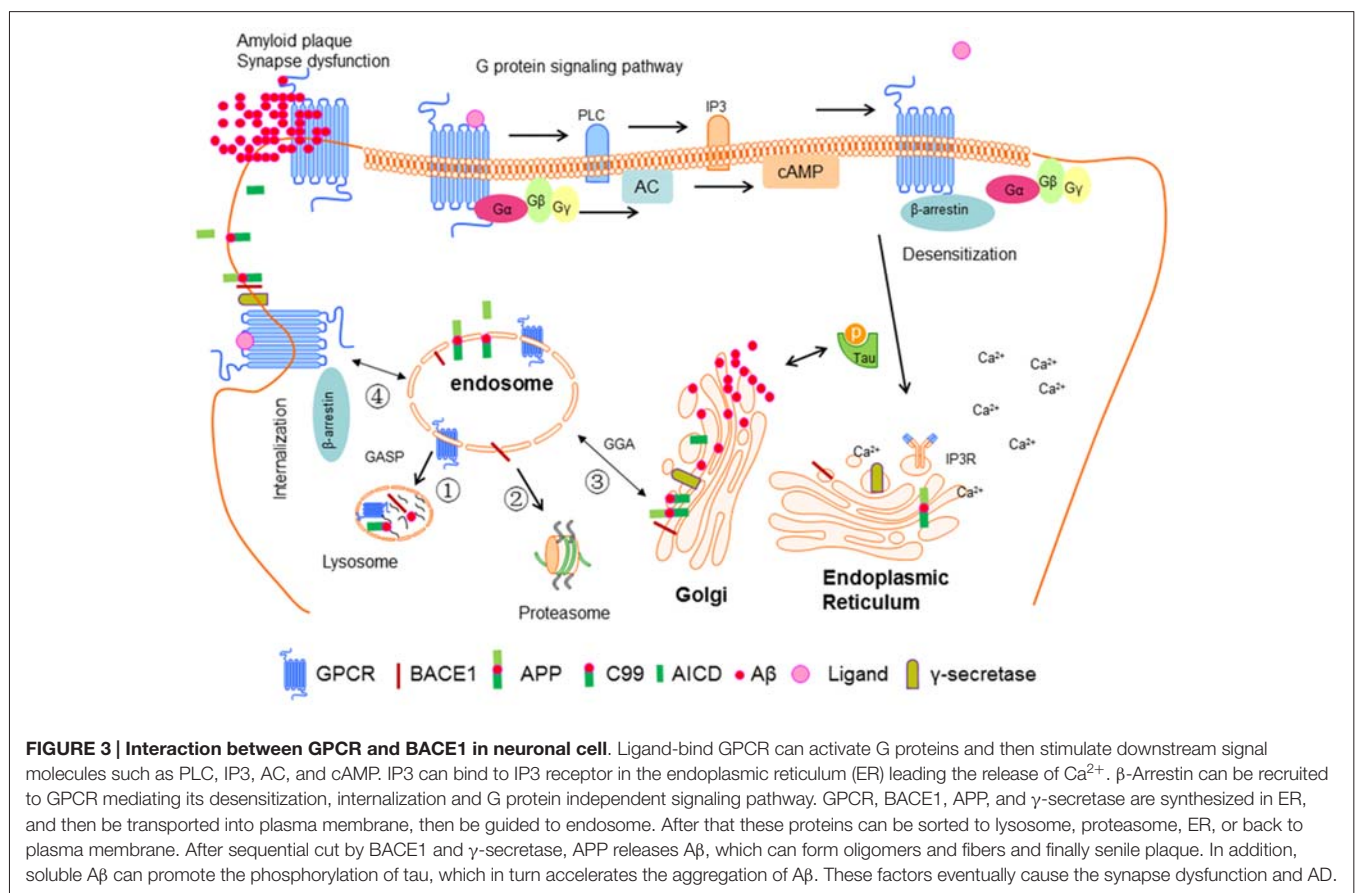 Amyloid plaque
Synapse dysfunction
G protein signaling pathway
PLC
IP3
AC
cAMP
Gα
Gβ
Gγ
β-arrestin
Gα
Gβ
Gγ
Desensitization
endosome
④
Internalization
β-arrestin
GASP
①
②
③
GGA
P
Tau
Ca²⁺
Ca²⁺
Ca²⁺
Ca²⁺
Ca²⁺
Ca²⁺
IP3R
Ca²⁺
Lysosome
Proteasome
Golgi
Endoplasmic
Reticulum
GPCR
BACE1
APP
C99
AICD
Aβ
Ligand
γ-secretase
FIGURE 3 | Interaction between GPCR and BACE1 in neuronal cell. Ligand-bind GPCR can activate G proteins and then stimulate downstream signal
molecules such as PLC, IP3, AC, and cAMP. IP3 can bind to IP3 receptor in the endoplasmic reticulum (ER) leading the release of Ca²⁺. β-Arrestin can be recruited
to GPCR mediating its desensitization, internalization and G protein independent signaling pathway. GPCR, BACE1, APP, and γ-secretase are synthesized in ER,
and then be transported into plasma membrane, then be guided to endosome. After that these proteins can be sorted to lysosome, proteasome, ER, or back to
plasma membrane. After sequential cut by BACE1 and γ-secretase, APP releases Aβ, which can form oligomers and fibers and finally senile plaque. In addition,
soluble Aβ can promote the phosphorylation of tau, which in turn accelerates the aggregation of Aβ. These factors eventually cause the synapse dysfunction and AD.